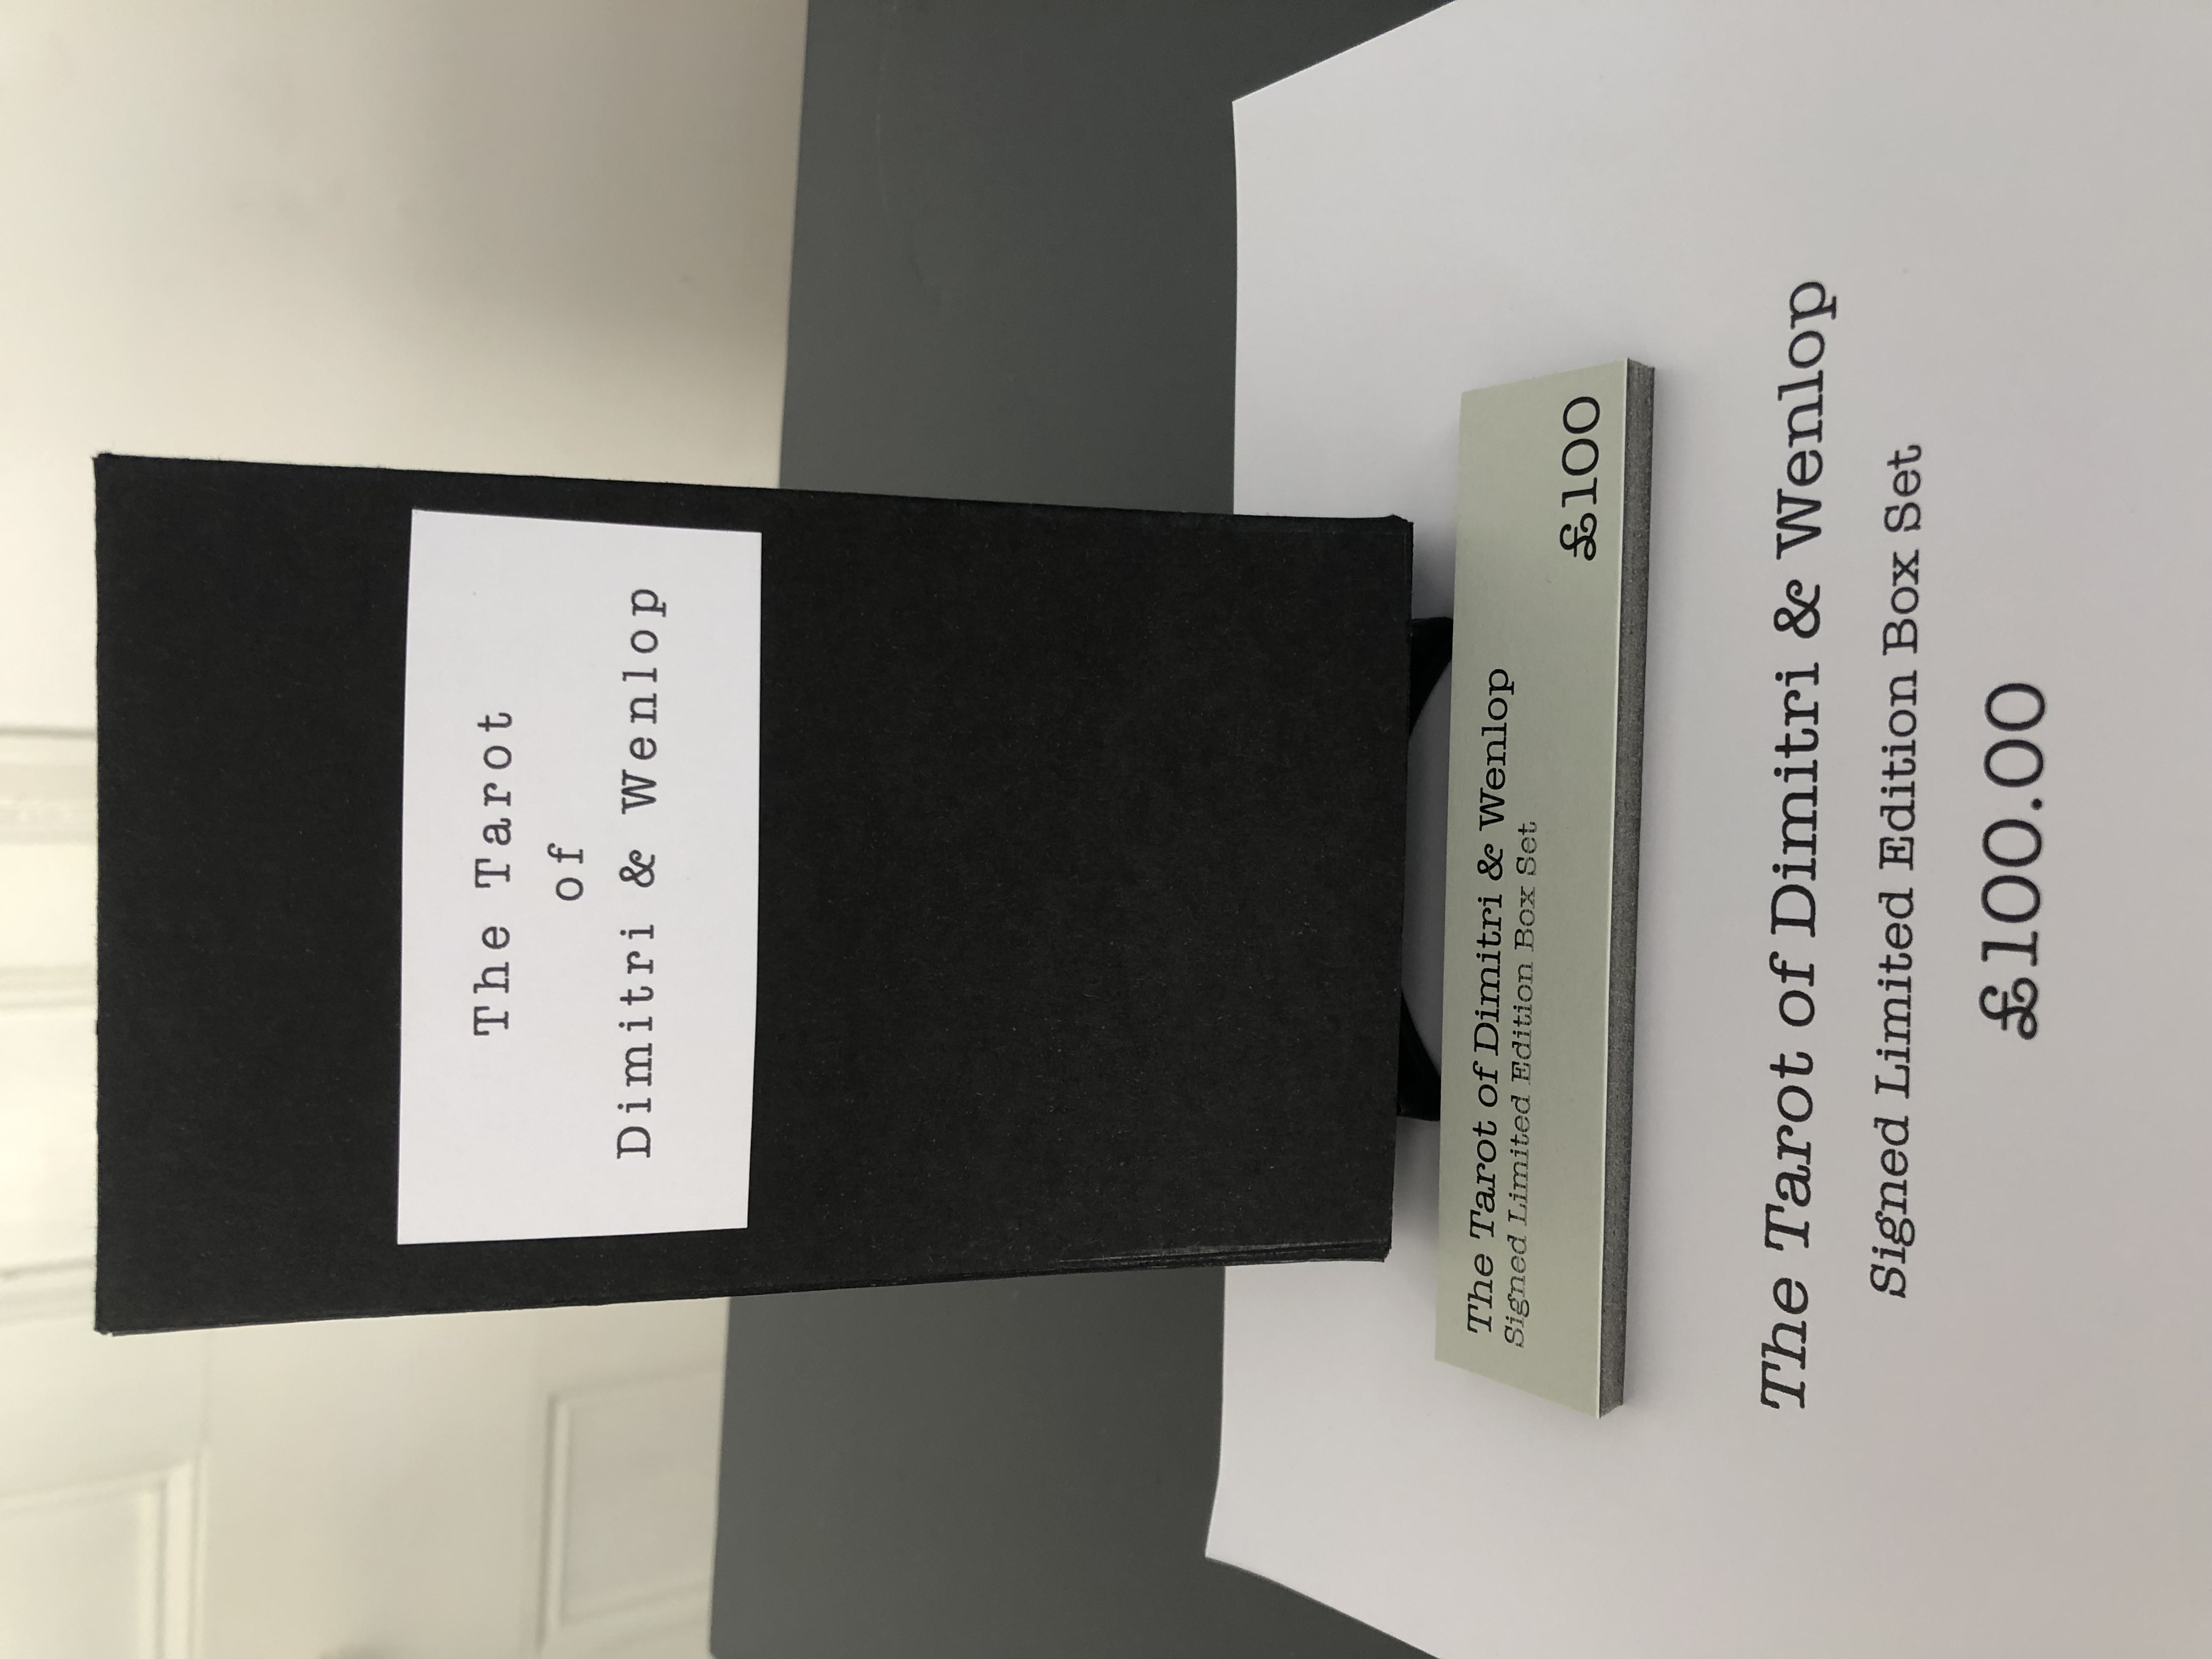 The Tarot
of
Dimitri & Wenlop
The Tarot of Dimitri & Wenlop
Signed Limited Edition Box Set
£100
The Tarot of Dimitri & Wenlop
Signed Limited Edition Box Set
£100.00